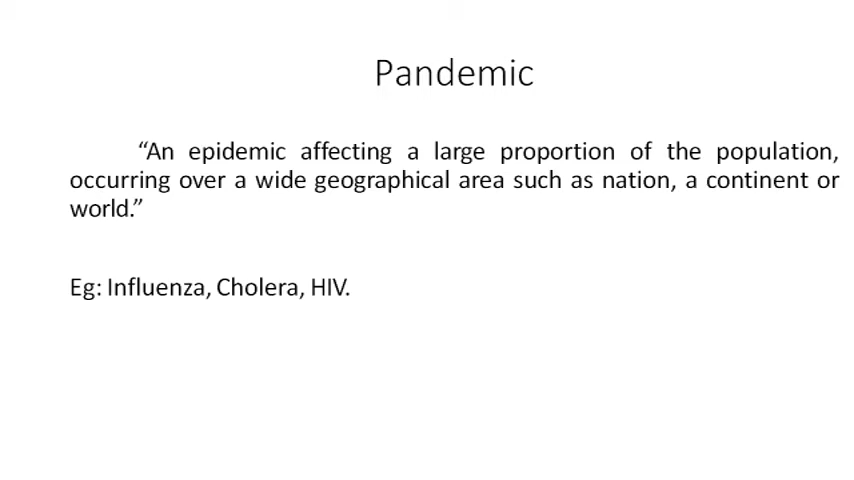 Pandemic
“An epidemic affecting a large proportion of the population,
occurring over a wide geographical area such as nation, a continent or
world.”
Eg: Influenza, Cholera, HIV.